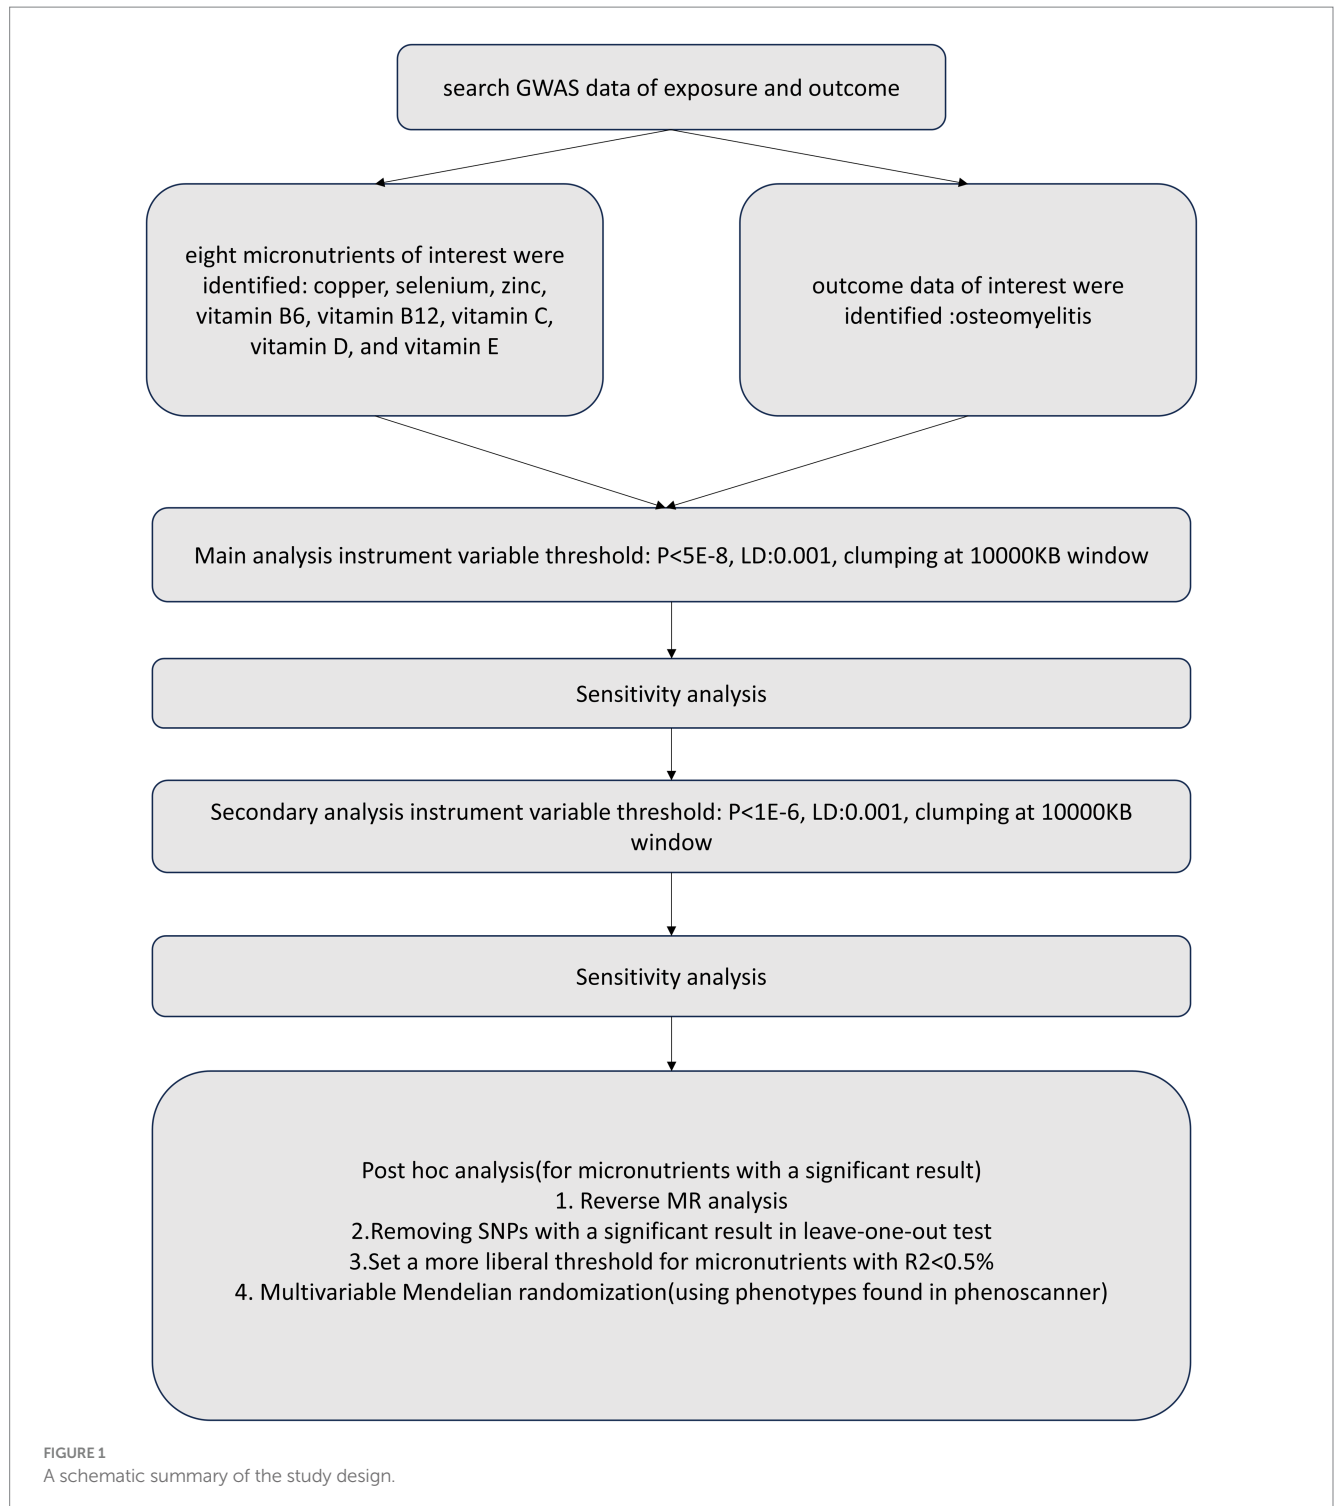 search GWAS data of exposure and outcome
eight micronutrients of interest were
identified: copper, selenium, zinc,
vitamin B6, vitamin B12, vitamin C,
vitamin D, and vitamin E
outcome data of interest were
identified :osteomyelitis
Main analysis instrument variable threshold: P<5E-8, LD:0.001, clumping at 10000KB window
Sensitivity analysis
Secondary analysis instrument variable threshold: P<1E-6, LD:0.001, clumping at 10000KB
window
Sensitivity analysis
Post hoc analysis(for micronutrients with a significant result)
1. Reverse MR analysis
2.Removing SNPs with a significant result in leave-one-out test
3.Set a more liberal threshold for micronutrients with R2<0.5%
4. Multivariable Mendelian randomization(using phenotypes found in phenoscanner)
FIGURE 1
A schematic summary of the study design.